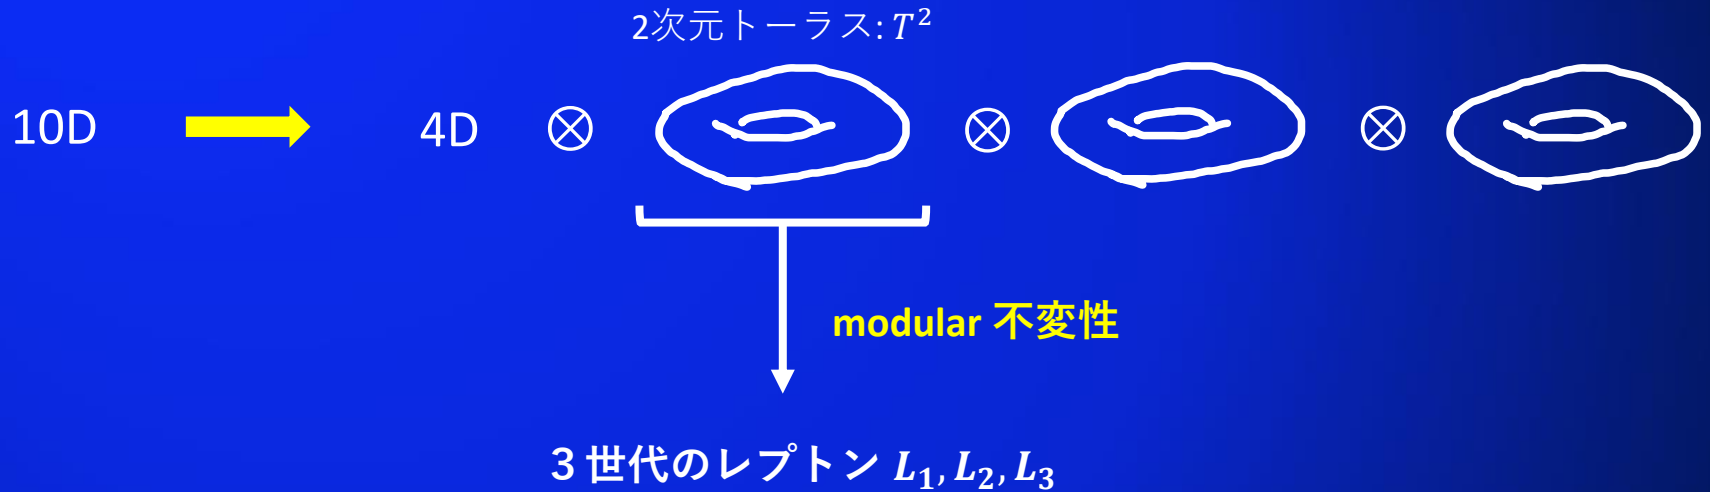 2次元トーラス: T²
10D 4D ⊗ ⊗ ⊗
modular 不変性
3世代のレプトン L₁, L₂, L₃